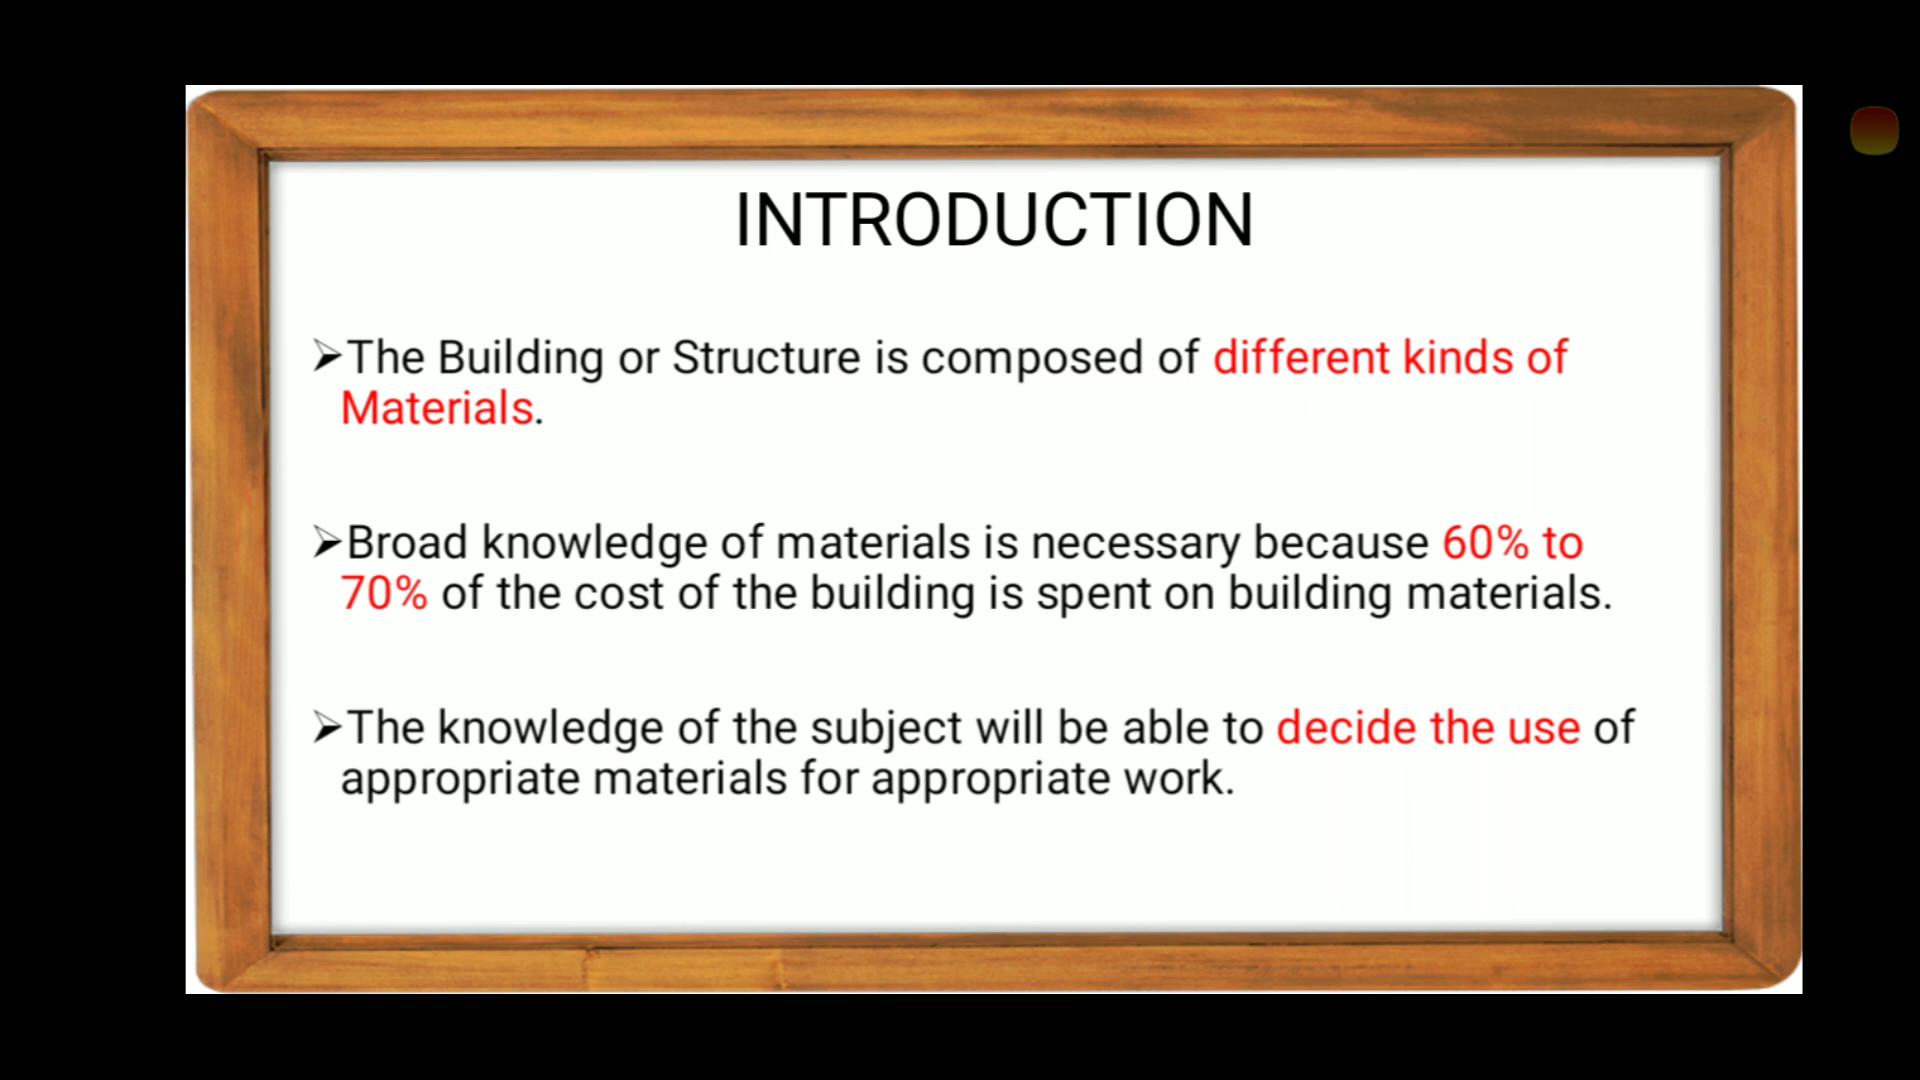 INTRODUCTION
➢The Building or Structure is composed of different kinds of
Materials.
➢Broad knowledge of materials is necessary because 60% to
70% of the cost of the building is spent on building materials.
➢The knowledge of the subject will be able to decide the use of
appropriate materials for appropriate work.